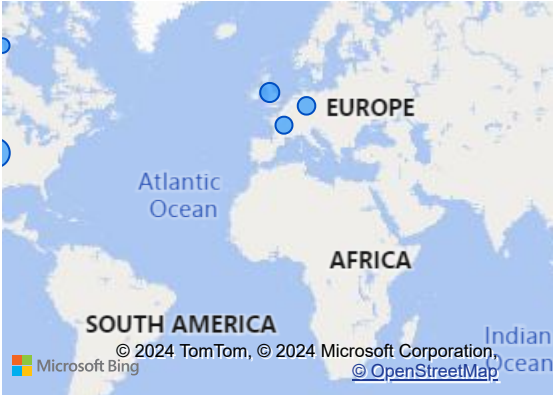 EUROPE
Atlantic
Ocean
AFRICA
SOUTH AMERICA
Indian
© 2024 TomTom, © 2024 Microsoft Corporation,
Microsoft Bing
Ocean
© OpenStreetMap